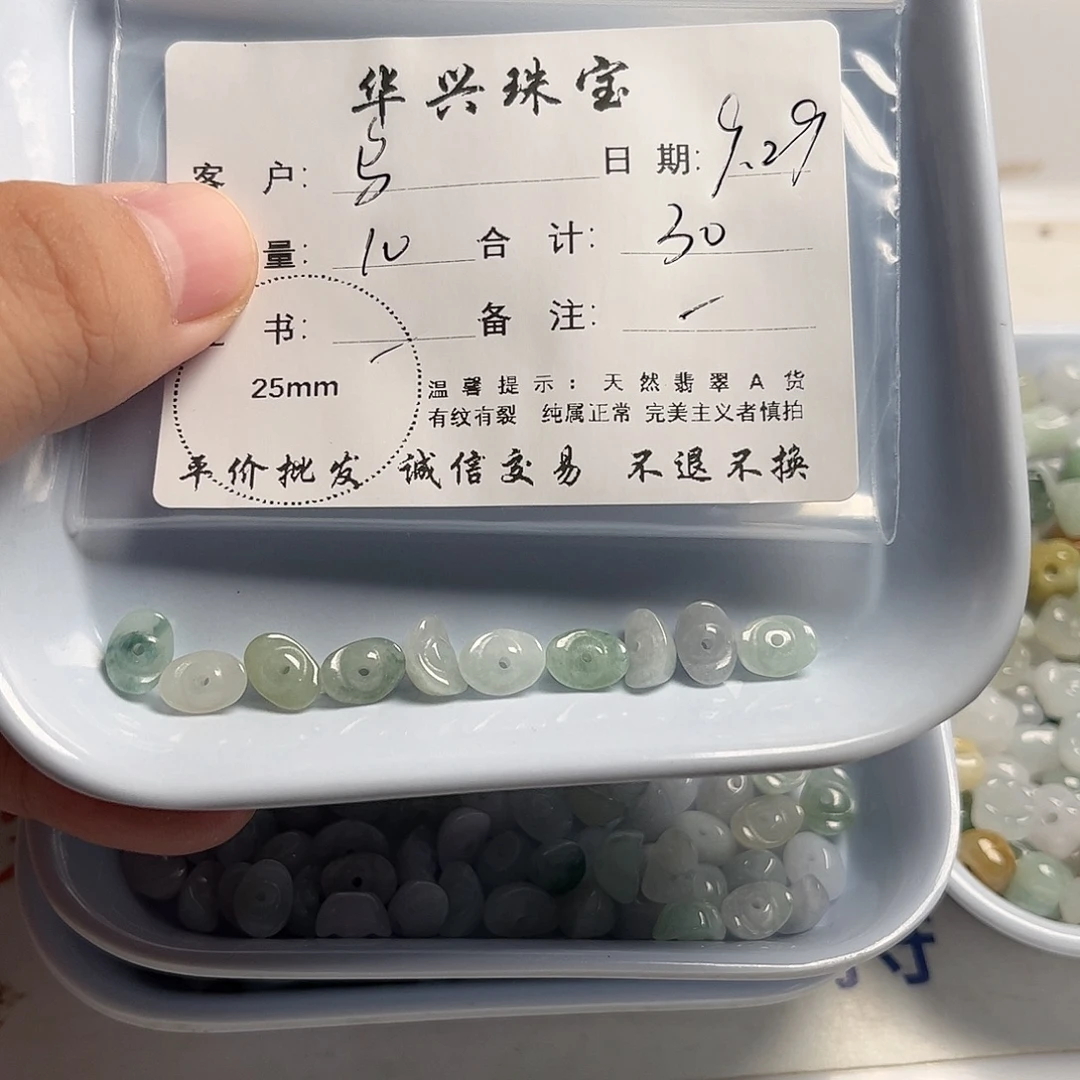 华兴珠宝
客户: 马 日期: 9.29
量: 10 合计: 30
书: 备注:
25mm
温馨提示: 天然翡翠A货
有纹有裂 纯属正常 完美主义者慎拍
平价批发 诚信交易 不退不换